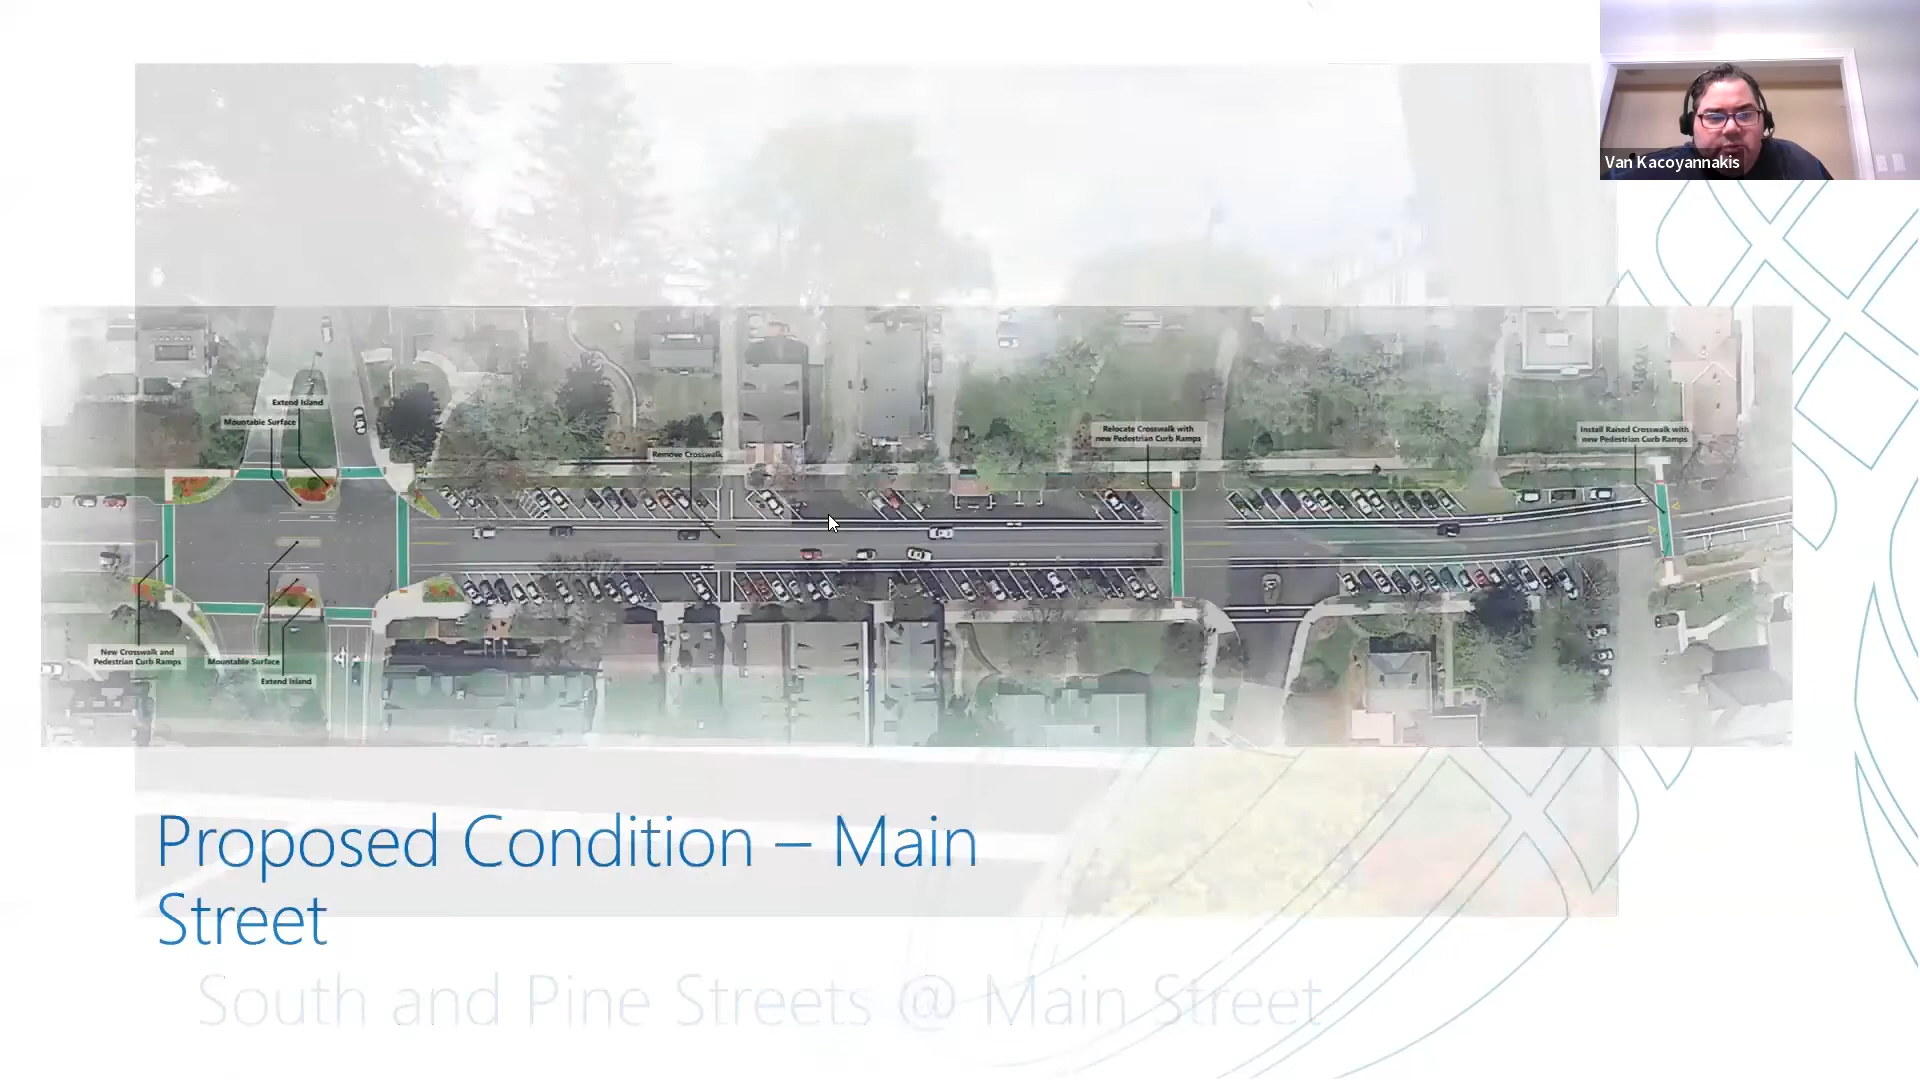 Van Kacoyannakis
Extend Island
Mountable Surface
Remove Crosswalk
Relocate Crosswalk with
new Pedestrian Curb Ramps
Install Raised Crosswalk with
new Pedestrian Curb Ramps
New Crosswalk and
Pedestrian Curb Ramps
Mountable Surface
Extend Island
Proposed Condition – Main
Street
South and Pine Streets @ Main Street